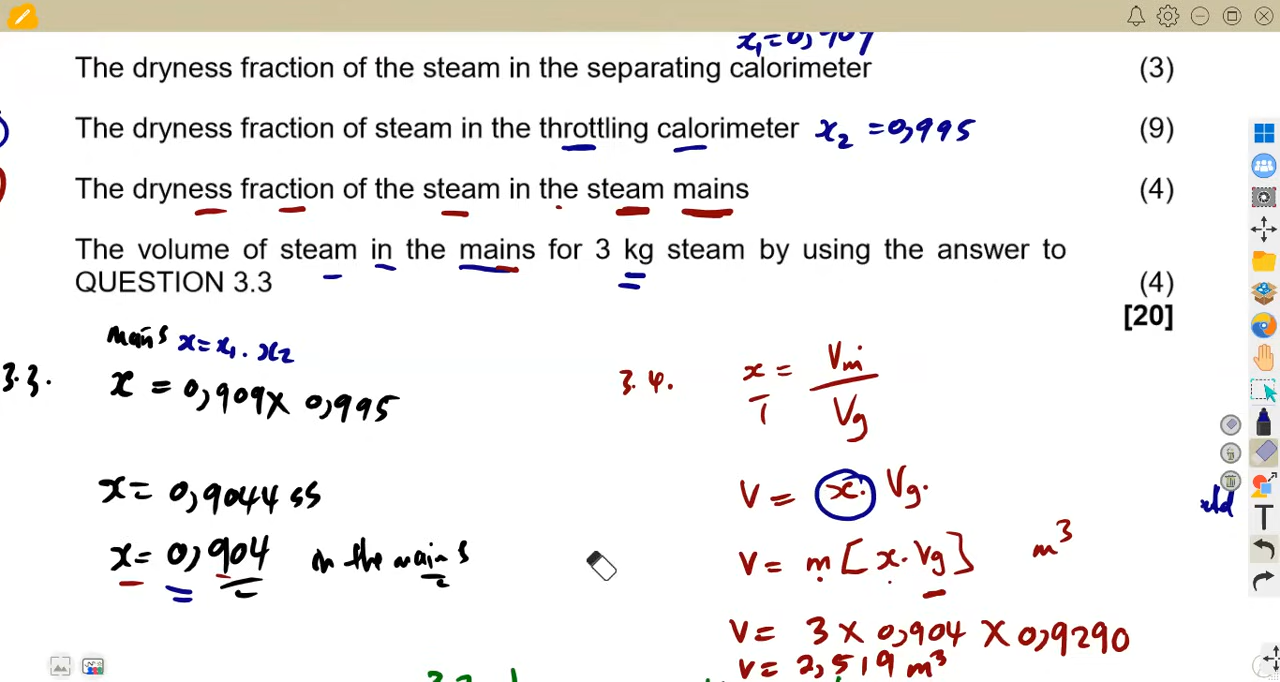 x₁=0,909
The dryness fraction of the steam in the separating calorimeter (3)
The dryness fraction of steam in the throttling calorimeter x₂ = 0,995 (9)
The dryness fraction of the steam in the steam mains (4)
The volume of steam in the mains for 3 kg steam by using the answer to
QUESTION 3.3 (4)
[20]
mains x = x₁ . x₂
3.3. x = 0,909 x 0,995
x = 0,904455
x = 0,904 in the mains
3.4. x/1 = Vm/Vg
V = x. Vg.
V = m [x. Vg] m³
V = 3 x 0,904 x 0,9290
V = 2,519 m³